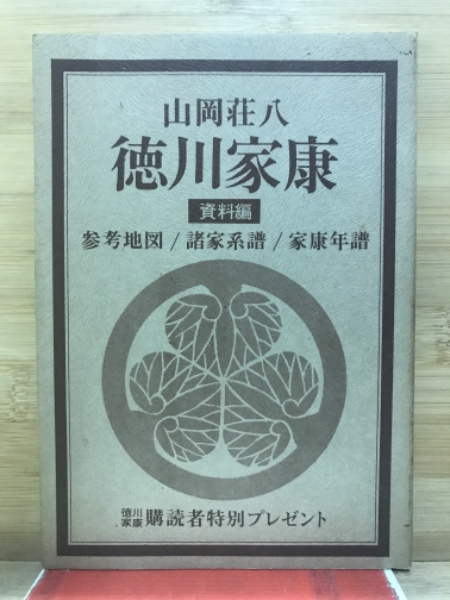 山岡荘八
徳川家康
資料編
参考地図/諸家系譜/家康年譜
徳川家康 購読者特別プレゼント